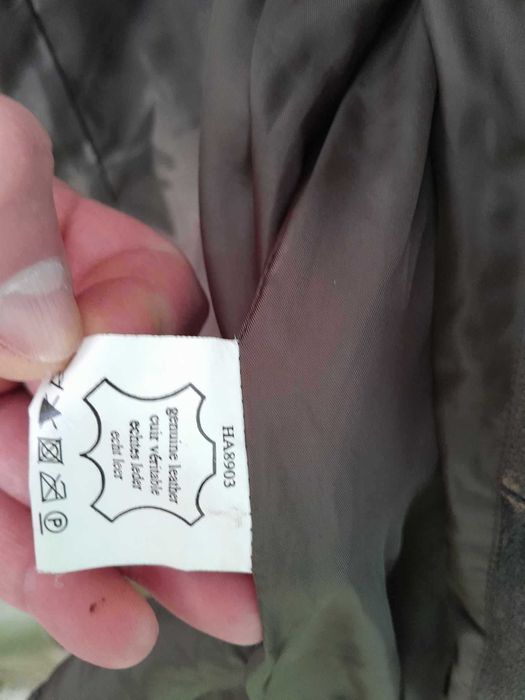 HA8903
genuine leather
cuir véritable
echtes leder
echt leer
P